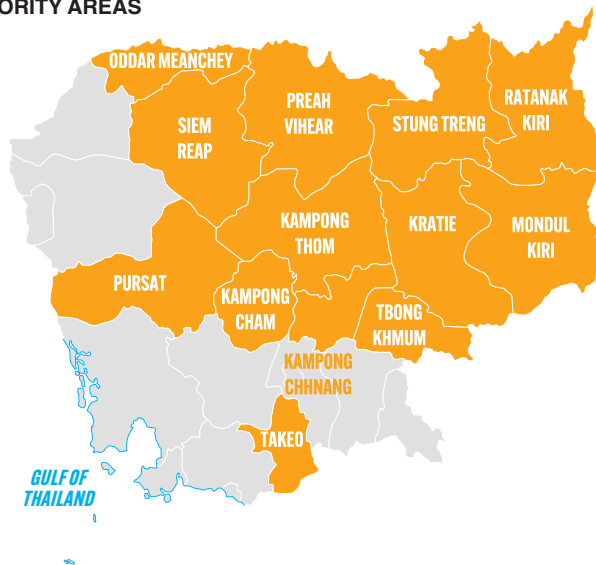 ORITY AREAS
ODDAR MEANCHEY
PREAH
VIHEAR
RATANAK
KIRI
SIEM
REAP
STUNG TRENG
KAMPONG
THOM
KRATIE
MONDUL
KIRI
PURSAT
KAMPONG
CHAM
TBONG
KHMUM
KAMPONG
CHHNANG
TAKEO
GULF OF
THAILAND